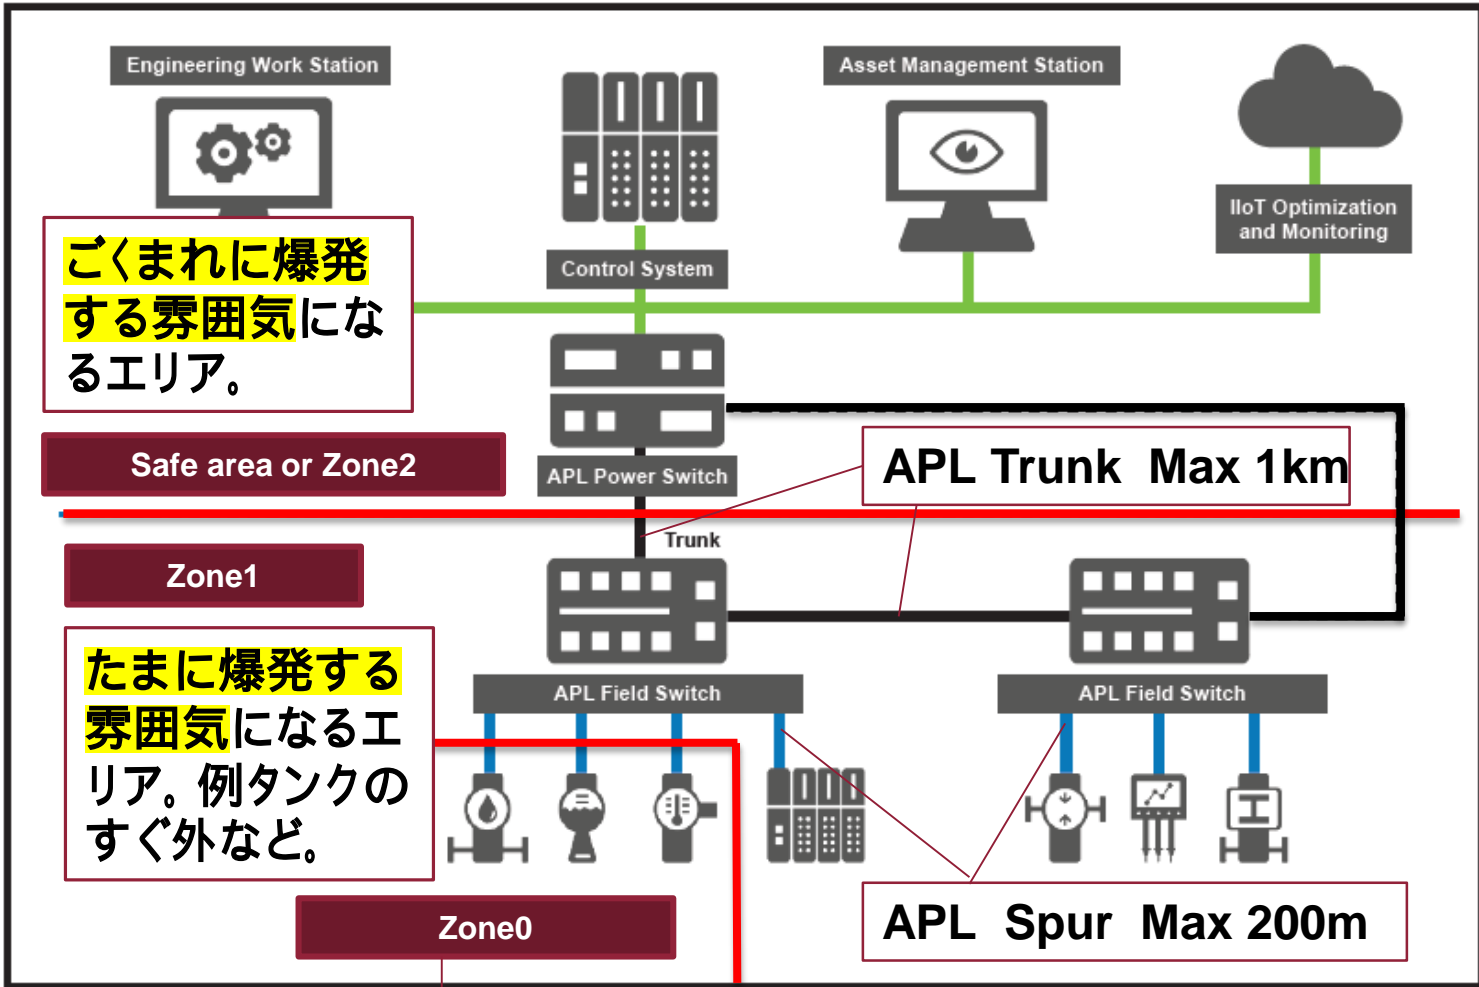 Engineering Work Station
Asset Management Station
IIoT Optimization
and Monitoring
Control System
ごくまれに爆発
する雰囲気にな
るエリア。
Safe area or Zone2
APL Power Switch
APL Trunk Max 1km
Trunk
Zone1
APL Field Switch
APL Field Switch
たまに爆発する
雰囲気になるエ
リア。例タンクの
すぐ外など。
Zone0
APL Spur Max 200m